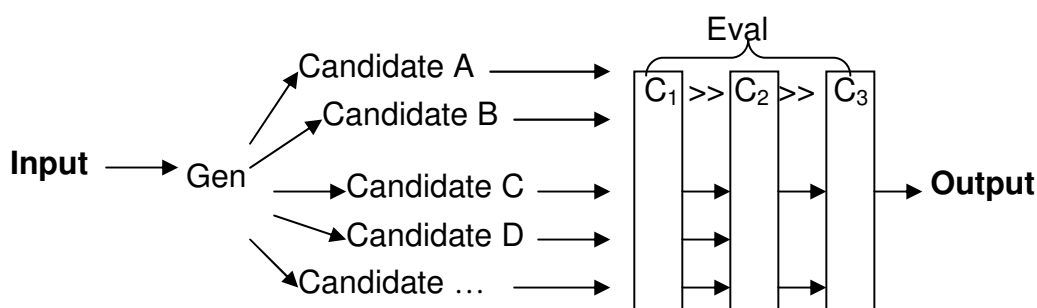 Eval
Candidate A
C1 >> C2 >> C3
Candidate B
Input
Gen
Candidate C
Output
Candidate D
Candidate …